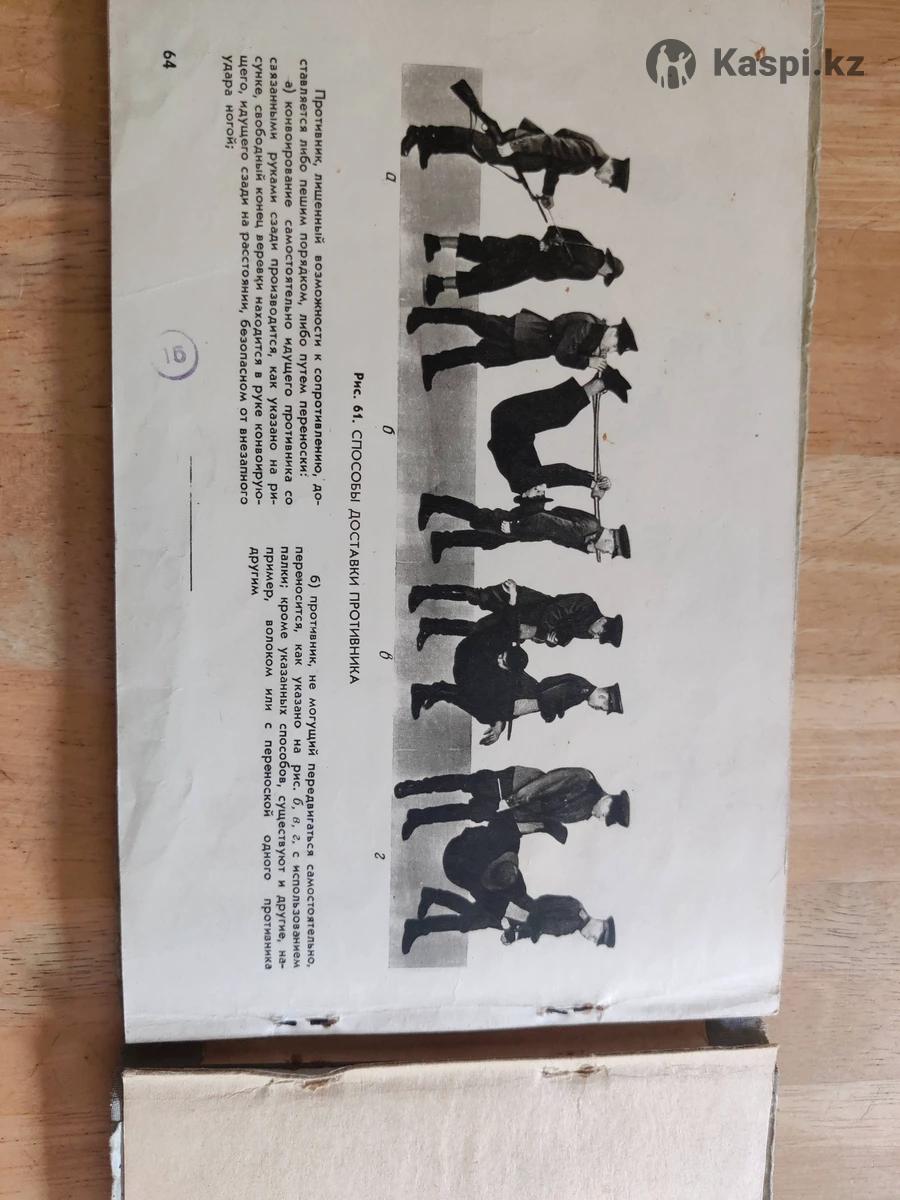 Kaspi.kz
а
б
в
г
Рис. 61. СПОСОБЫ ДОСТАВКИ ПРОТИВНИКА
Противник, лишенный возможности к сопротивлению, до-
ставляется либо пешим порядком, либо путем переноски:
а) конвоирование самостоятельно идущего противника со
связанными руками сзади производится, как указано на ри-
сунке, свободный конец веревки находится в руке конвоирую-
щего, идущего сзади на расстоянии, безопасном от внезапного
удара ногой;
б) противник, не могущий передвигаться самостоятельно,
переносится, как указано на рис. б, в, г, с использованием
палки; кроме указанных способов, существуют и другие, на-
пример, волоком или с переноской одного противника
другим
64